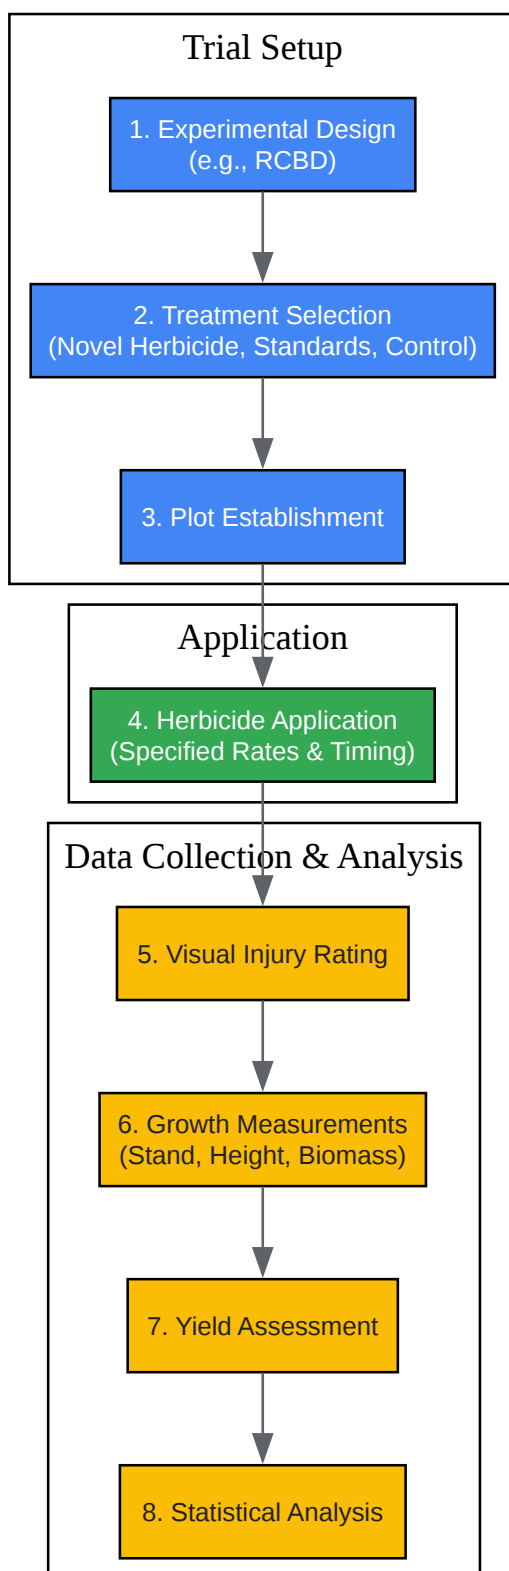 Trial Setup
1. Experimental Design
(e.g., RCBD)
2. Treatment Selection
(Novel Herbicide, Standards, Control)
3. Plot Establishment
Application
4. Herbicide Application
(Specified Rates & Timing)
Data Collection & Analysis
5. Visual Injury Rating
6. Growth Measurements
(Stand, Height, Biomass)
7. Yield Assessment
8. Statistical Analysis